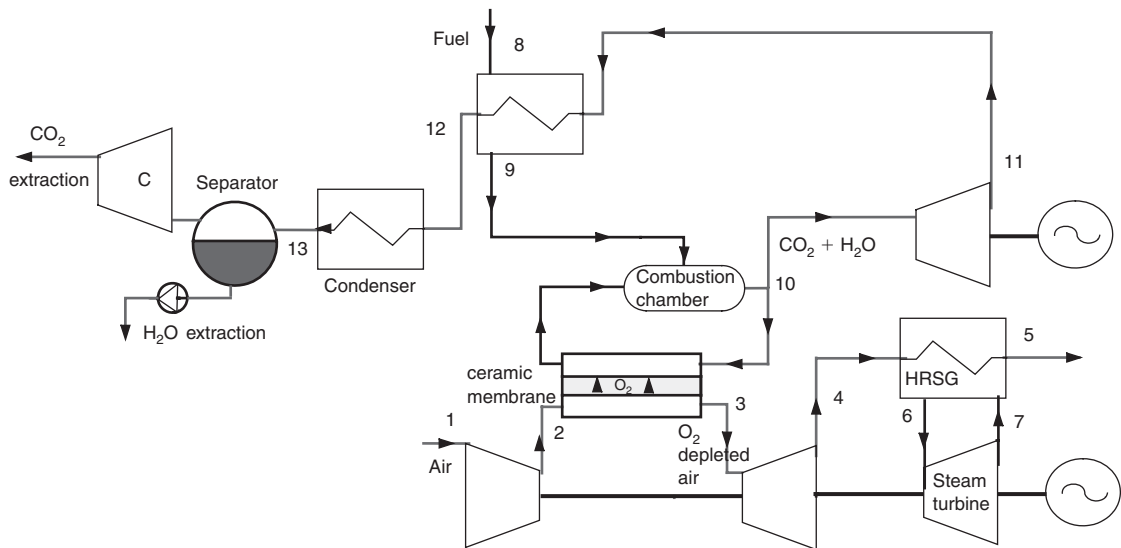 Fuel
8
CO₂
extraction
C
Separator
12
9
11
13
Condenser
H₂O extraction
Combustion
chamber
CO₂ + H₂O
10
ceramic
membrane
O₂
1
Air
2
3
O₂
depleted
air
4
HRSG
5
6
7
Steam
turbine